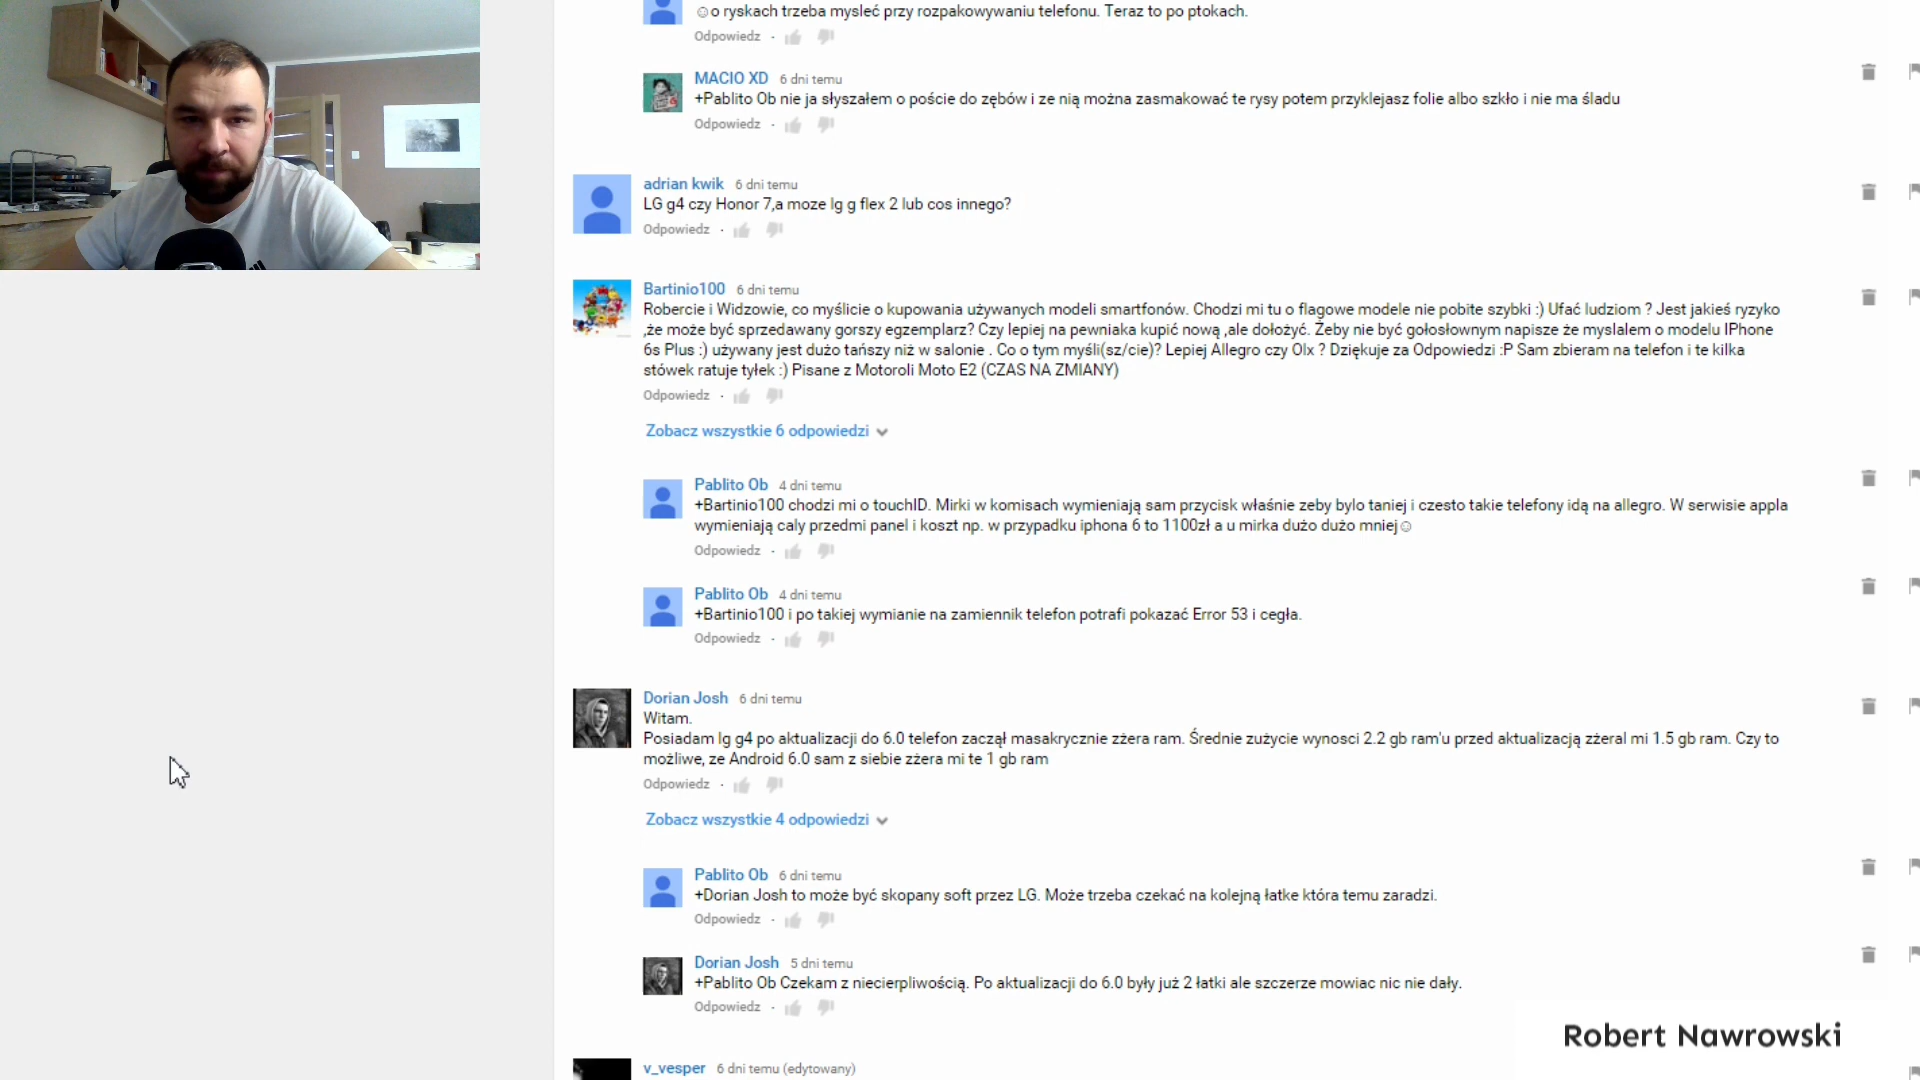 ☺o ryskach trzeba mysleć przy rozpakowywaniu telefonu. Teraz to po ptokach.
Odpowiedz ·
MACIO XD 6 dni temu
+Pablito Ob nie ja słyszałem o poście do zębów i ze nią można zasmakować te rysy potem przyklejasz folie albo szkło i nie ma śladu
Odpowiedz ·
adrian kwik 6 dni temu
LG g4 czy Honor 7,a moze lg g flex 2 lub cos innego?
Odpowiedz ·
Bartinio100 6 dni temu
Robercie i Widzowie, co myślicie o kupowania używanych modeli smartfonów. Chodzi mi tu o flagowe modele nie pobite szybki :) Ufać ludziom ? Jest jakieś ryzyko
,że może być sprzedawany gorszy egzemplarz? Czy lepiej na pewniaka kupić nową ,ale dołożyć. Żeby nie być gołosłownym napisze że myslalem o modelu IPhone
6s Plus :) używany jest dużo tańszy niż w salonie . Co o tym myśli(sz/cie)? Lepiej Allegro czy Olx ? Dziękuje za Odpowiedzi :P Sam zbieram na telefon i te kilka
stówek ratuje tyłek :) Pisane z Motoroli Moto E2 (CZAS NA ZMIANY)
Odpowiedz ·
Zobacz wszystkie 6 odpowiedzi
Pablito Ob 4 dni temu
+Bartinio100 chodzi mi o touchID. Mirki w komisach wymieniają sam przycisk właśnie zeby bylo taniej i czesto takie telefony idą na allegro. W serwisie appla
wymieniają caly przedmi panel i koszt np. w przypadku iphona 6 to 1100zł a u mirka dużo dużo mniej☺
Odpowiedz ·
Pablito Ob 4 dni temu
+Bartinio100 i po takiej wymianie na zamiennik telefon potrafi pokazać Error 53 i cegła.
Odpowiedz ·
Dorian Josh 6 dni temu
Witam.
Posiadam lg g4 po aktualizacji do 6.0 telefon zaczął masakrycznie zżera ram. Średnie zużycie wynosci 2.2 gb ram'u przed aktualizacją zżeral mi 1.5 gb ram. Czy to
możliwe, ze Android 6.0 sam z siebie zżera mi te 1 gb ram
Odpowiedz ·
Zobacz wszystkie 4 odpowiedzi
Pablito Ob 6 dni temu
+Dorian Josh to może być skopany soft przez LG. Może trzeba czekać na kolejną łatke która temu zaradzi.
Odpowiedz ·
Dorian Josh 5 dni temu
+Pablito Ob Czekam z niecierpliwością. Po aktualizacji do 6.0 były już 2 łatki ale szczerze mowiac nic nie dały.
Odpowiedz ·
Robert Nawrowski
v_vesper 6 dni temu (edytowany)